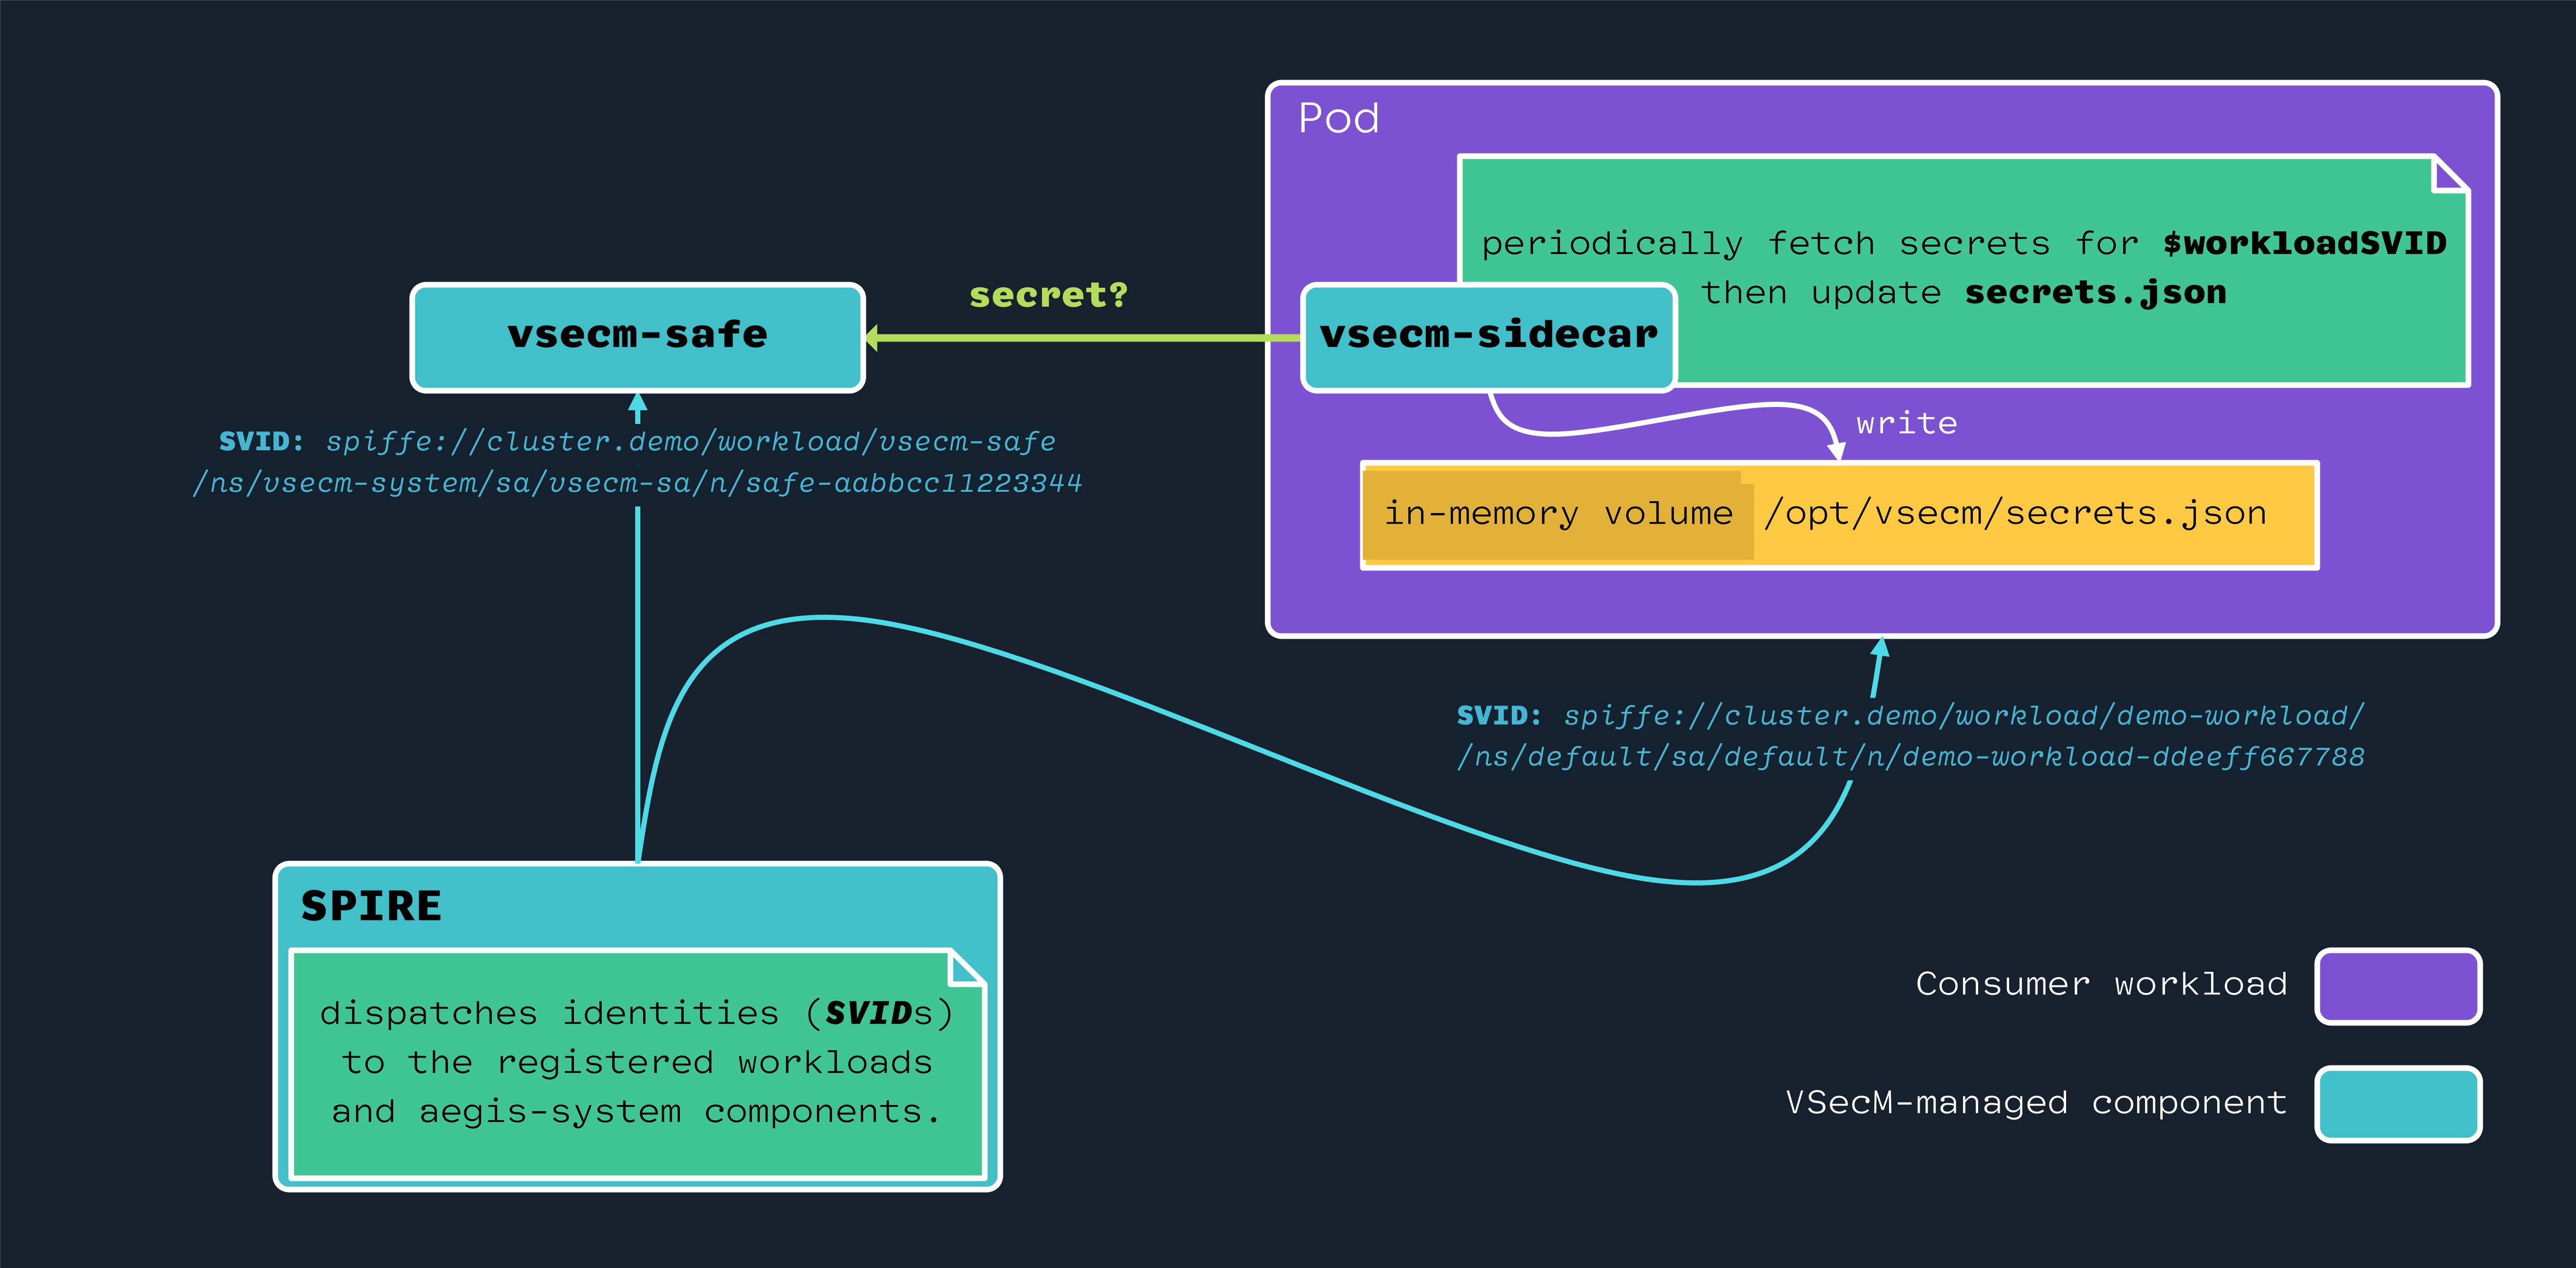 Pod
periodically fetch secrets for $workloadSVID
then update secrets.json
secret?
vsecm-safe
vsecm-sidecar
write
SVID: spiffe://cluster.demo/workload/vsecm-safe
/ns/vsecm-system/sa/vsecm-sa/n/safe-aabbcc11223344
in-memory volume /opt/vsecm/secrets.json
SVID: spiffe://cluster.demo/workload/demo-workload/
/ns/default/sa/default/n/demo-workload-ddeeff667788
SPIRE
dispatches identities (SVIDs)
to the registered workloads
and aegis-system components.
Consumer workload
VSecM-managed component